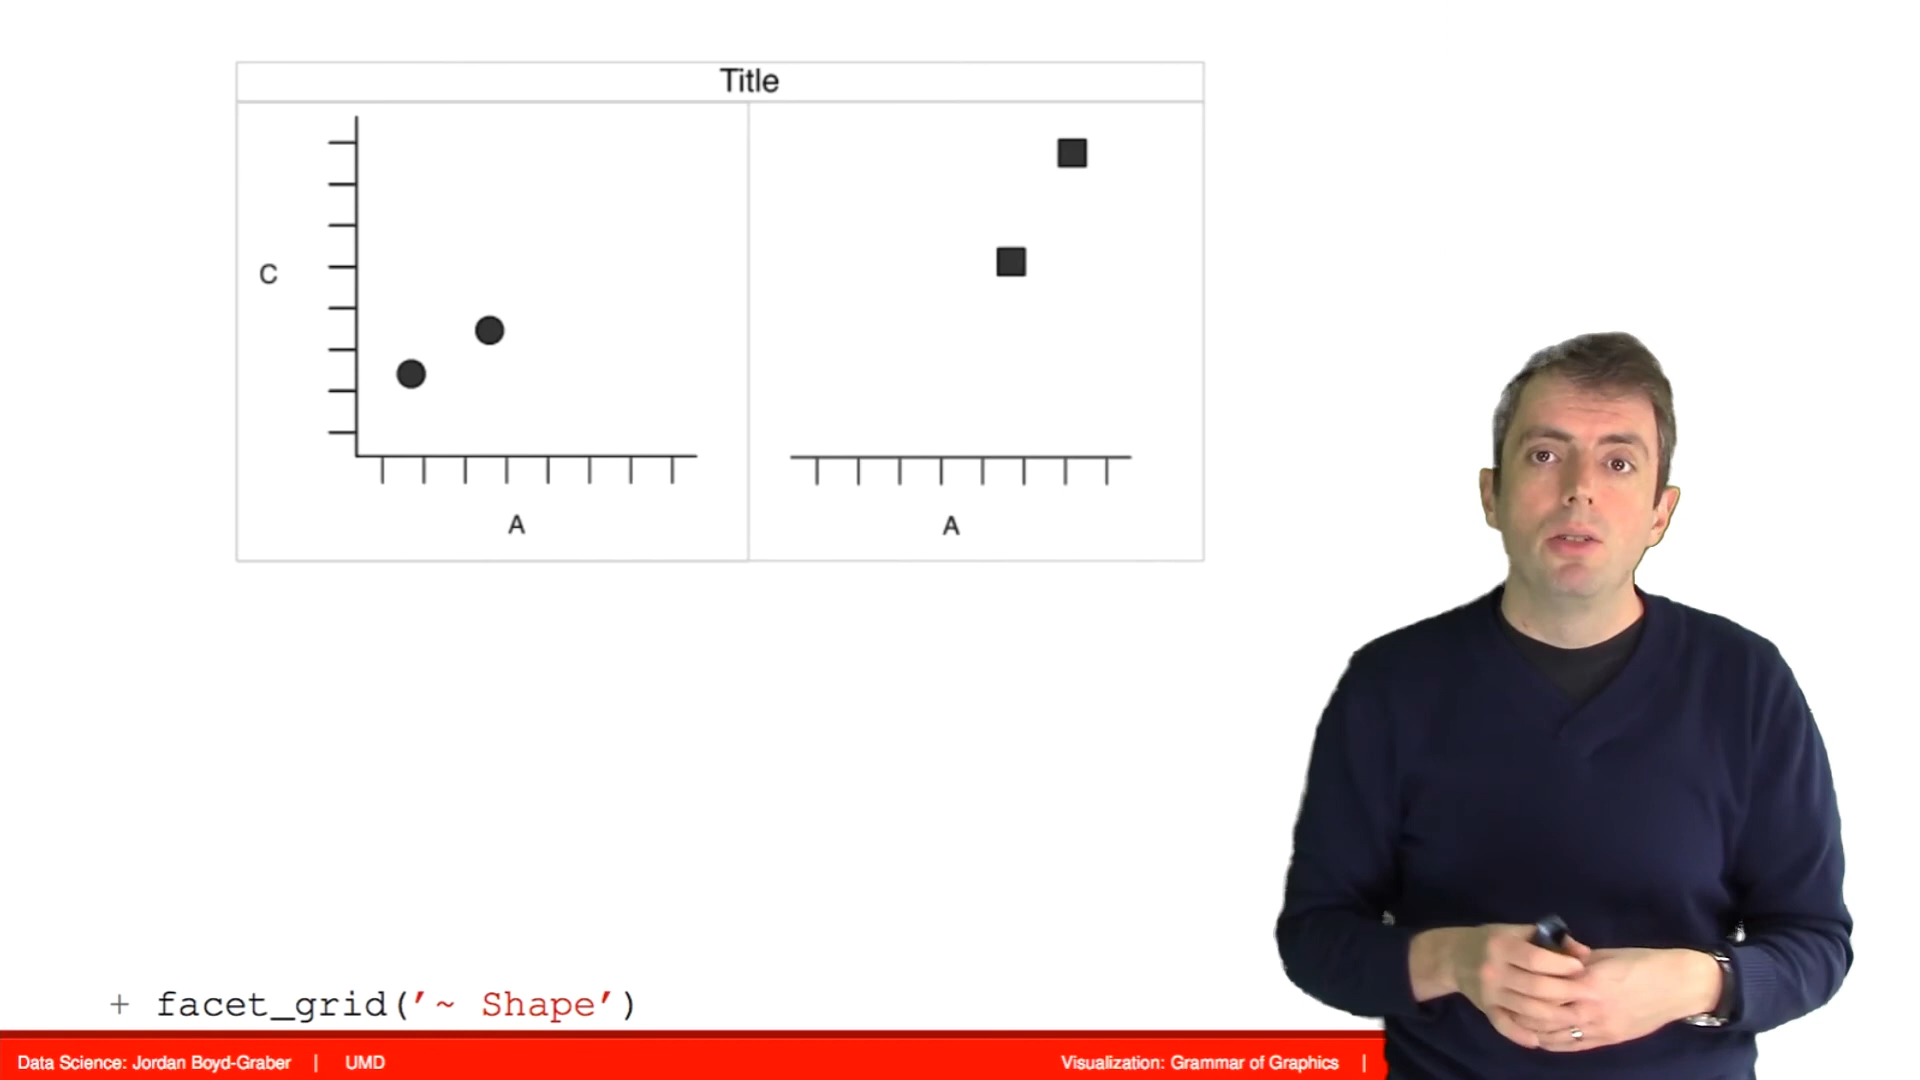 Title
C
A A
+ facet_grid('~ Shape')
Data Science: Jordan Boyd-Graber | UMD Visualization: Grammar of Graphics |